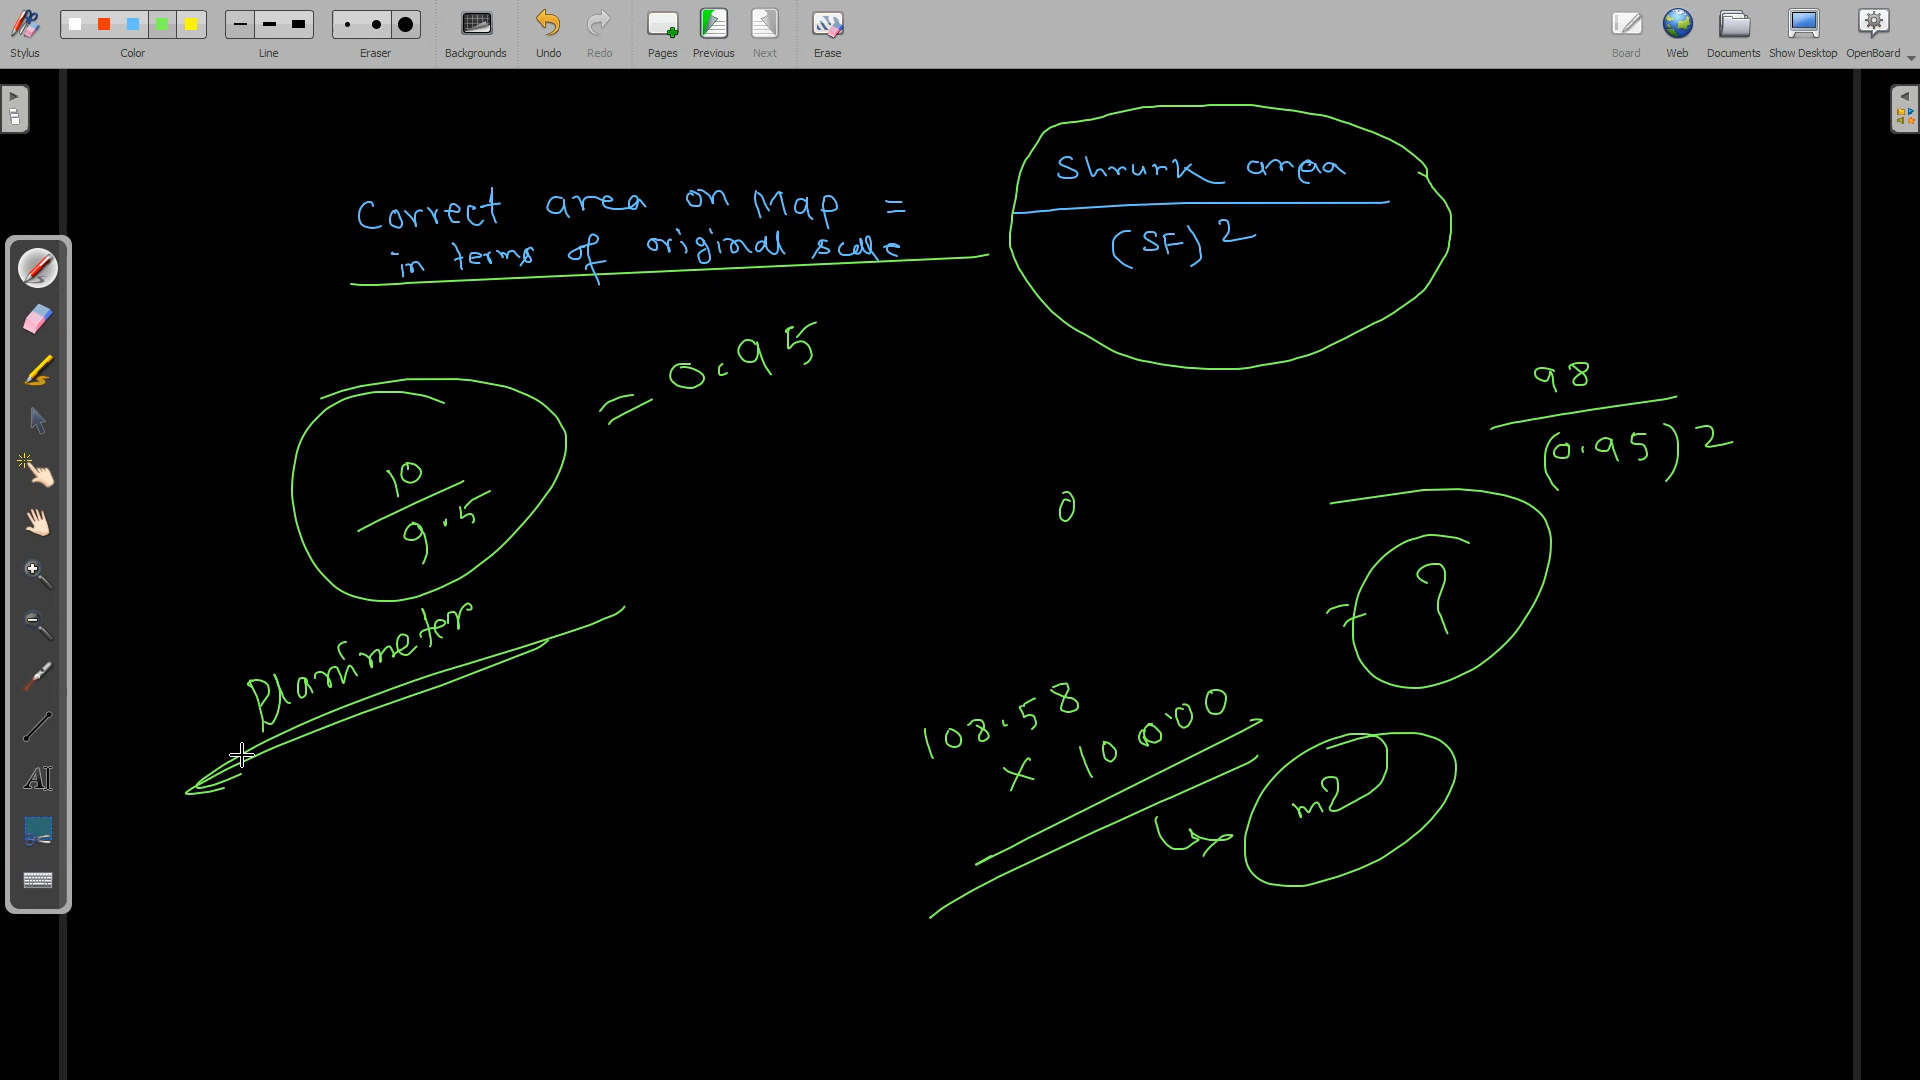 Stylus
Color
Line
Eraser
Backgrounds
Undo
Redo
Pages
Previous
Next
Erase
Board
Web
Documents
Show Desktop
OpenBoard
Shrunk area
(SF)2
Correct area on Map =
in terms of original scale
= 0.95
10
9.5
98
(0.95)2
0
= ?
Planimeter
108.58
x 10000
m2
AI